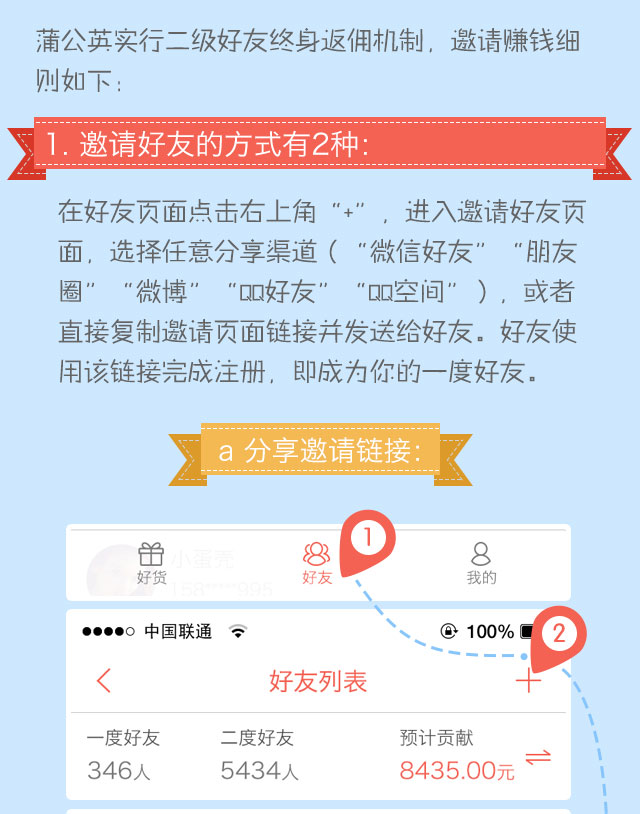 蒲公英实行二级好友终身返佣机制，邀请赚钱细
则如下：
1. 邀请好友的方式有2种：
在好友页面点击右上角“+”，进入邀请好友页
面，选择任意分享渠道（“微信好友”“朋友
圈”“微博”“QQ好友”“QQ空间”），或者
直接复制邀请页面链接并发送给好友。好友使
用该链接完成注册，即成为你的一度好友。
a 分享邀请链接：
1
小蛋壳
158*****995
好货 好友 我的
中国联通 100%
2
好友列表
一度好友 二度好友 预计贡献
346人 5434人 8435.00元